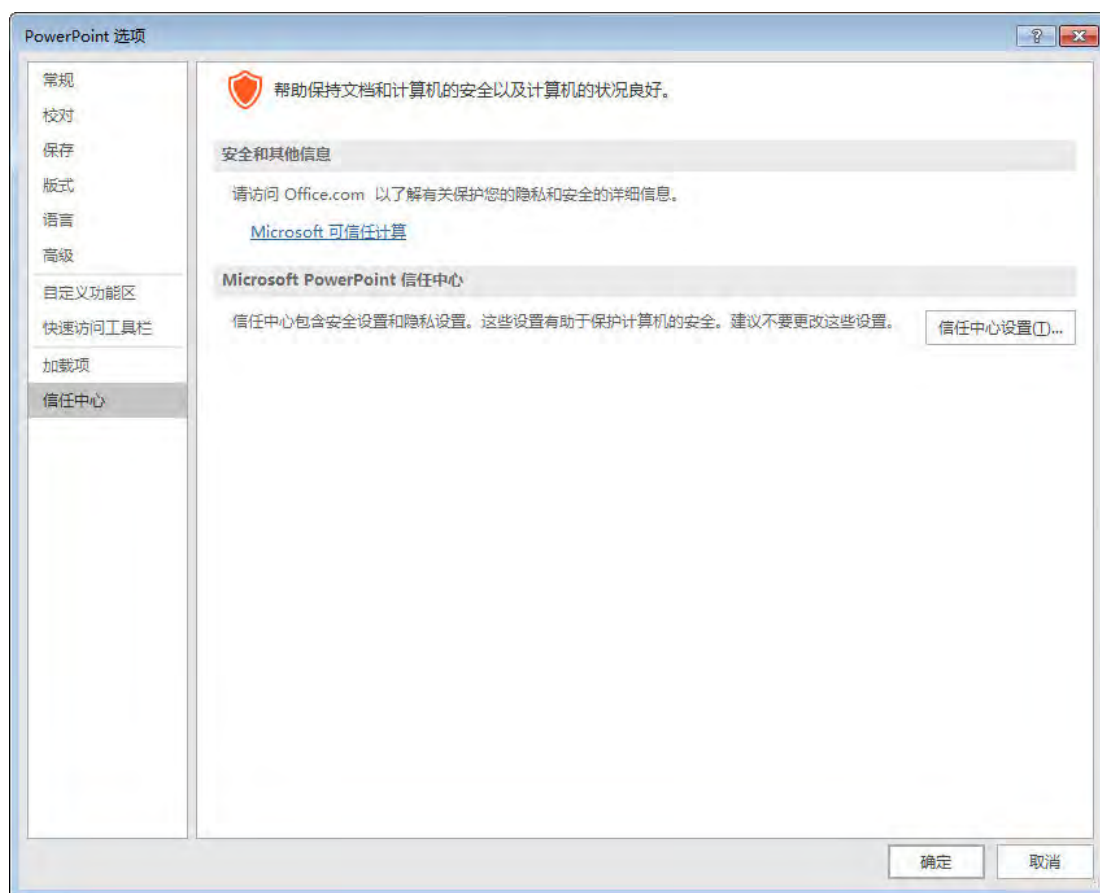 PowerPoint 选项
常规
校对
保存
版式
语言
高级
自定义功能区
快速访问工具栏
加载项
信任中心
帮助保持文档和计算机的安全以及计算机的状况良好。
安全和其他信息
请访问 Office.com 以了解有关保护您的隐私和安全的详细信息。
Microsoft 可信任计算
Microsoft PowerPoint 信任中心
信任中心包含安全设置和隐私设置。这些设置有助于保护计算机的安全。建议不要更改这些设置。
信任中心设置(T)...
确定
取消